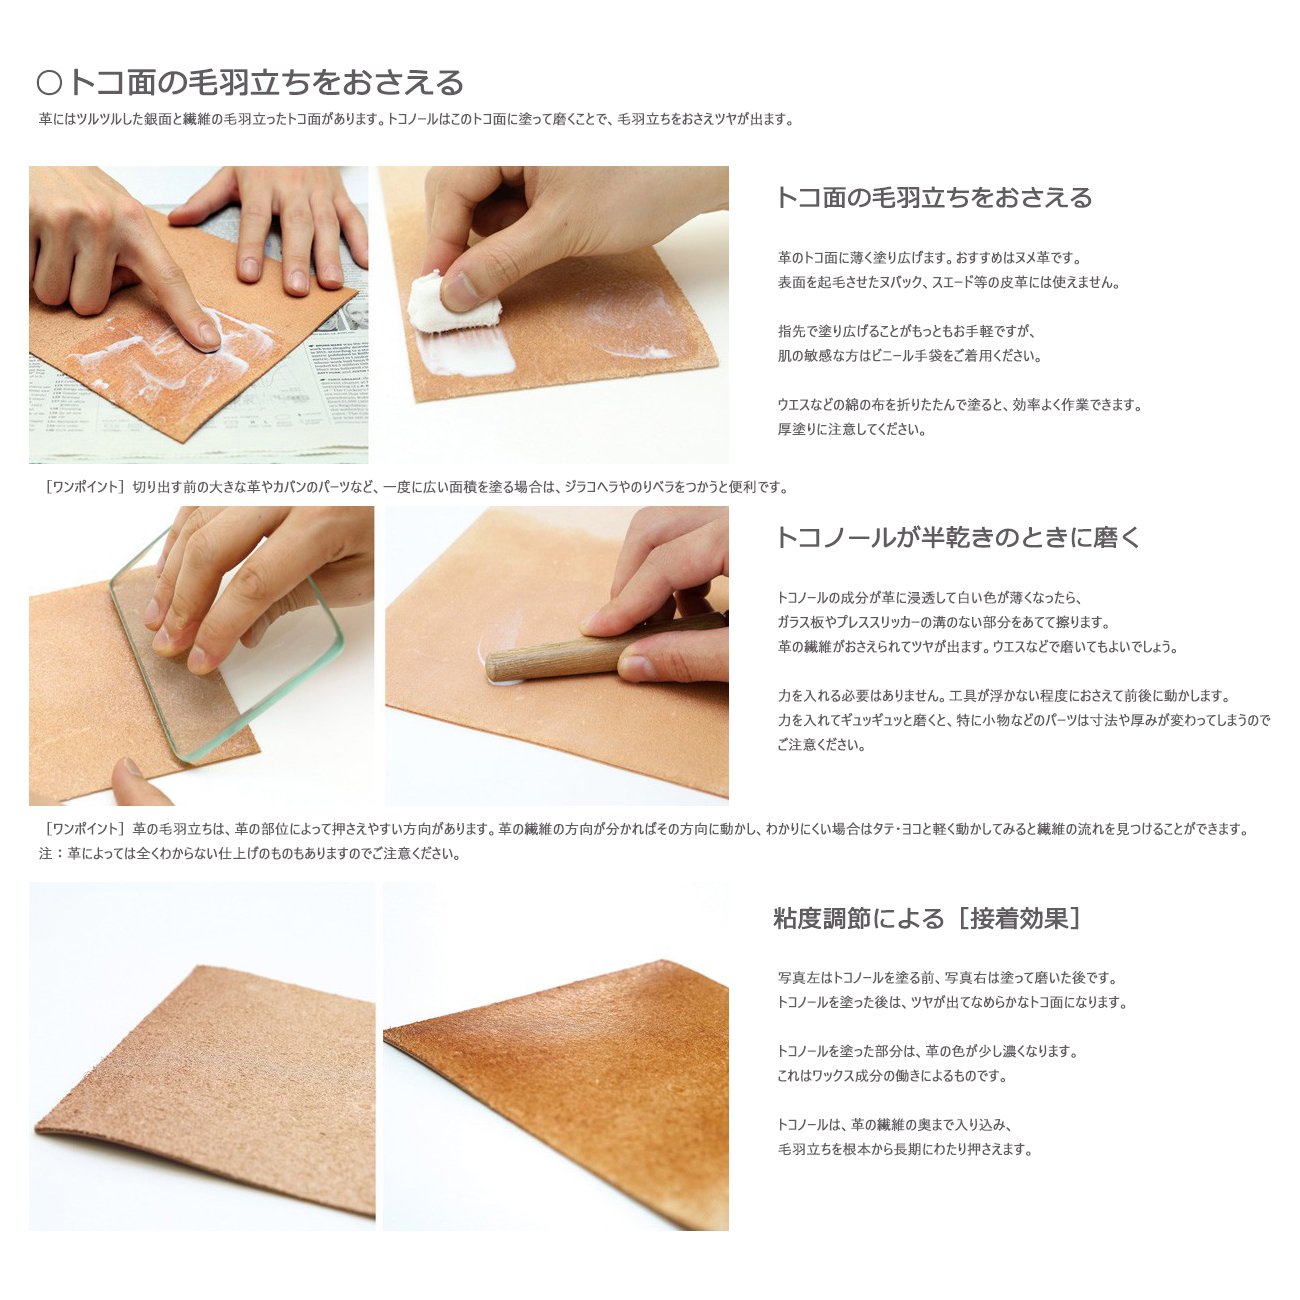 ○トコ面の毛羽立ちをおさえる
革にはツルツルした銀面と繊維の毛羽立ったトコ面があります。トコノールはこのトコ面に塗って磨くことで、毛羽立ちをおさえツヤが出ます。
トコ面の毛羽立ちをおさえる
革のトコ面に薄く塗り広げます。おすすめはヌメ革です。
表面を起毛させたヌバック、スエード等の皮革には使えません。
指先で塗り広げることがもっともお手軽ですが、
肌の敏感な方はビニール手袋をご着用ください。
ウエスなどの綿の布を折りたたんで塗ると、効率よく作業できます。
厚塗りに注意してください。
［ワンポイント］切り出す前の大きな革やカバンのパーツなど、一度に広い面積を塗る場合は、ジラコヘラやのりベラをつかうと便利です。
トコノールが半乾きのときに磨く
トコノールの成分が革に浸透して白い色が薄くなったら、
ガラス板やプレススリッカーの溝のない部分をあてて擦ります。
革の繊維がおさえられてツヤが出ます。ウエスなどで磨いてもよいでしょう。
力を入れる必要はありません。工具が浮かない程度におさえて前後に動かします。
力を入れてギュッギュッと磨くと、特に小物などのパーツは寸法や厚みが変わってしまうので
ご注意ください。
［ワンポイント］革の毛羽立ちは、革の部位によって押さえやすい方向があります。革の繊維の方向が分かればその方向に動かし、わかりにくい場合はタテ・ヨコと軽く動かしてみると繊維の流れを見つけることができます。
注：革によっては全くわからない仕上げのものもありますのでご注意ください。
粘度調節による［接着効果］
写真左はトコノールを塗る前、写真右は塗って磨いた後です。
トコノールを塗った後は、ツヤが出てなめらかなトコ面になります。
トコノールを塗った部分は、革の色が少し濃くなります。
これはワックス成分の働きによるものです。
トコノールは、革の繊維の奥まで入り込み、
毛羽立ちを根本から長期にわたり押さえます。